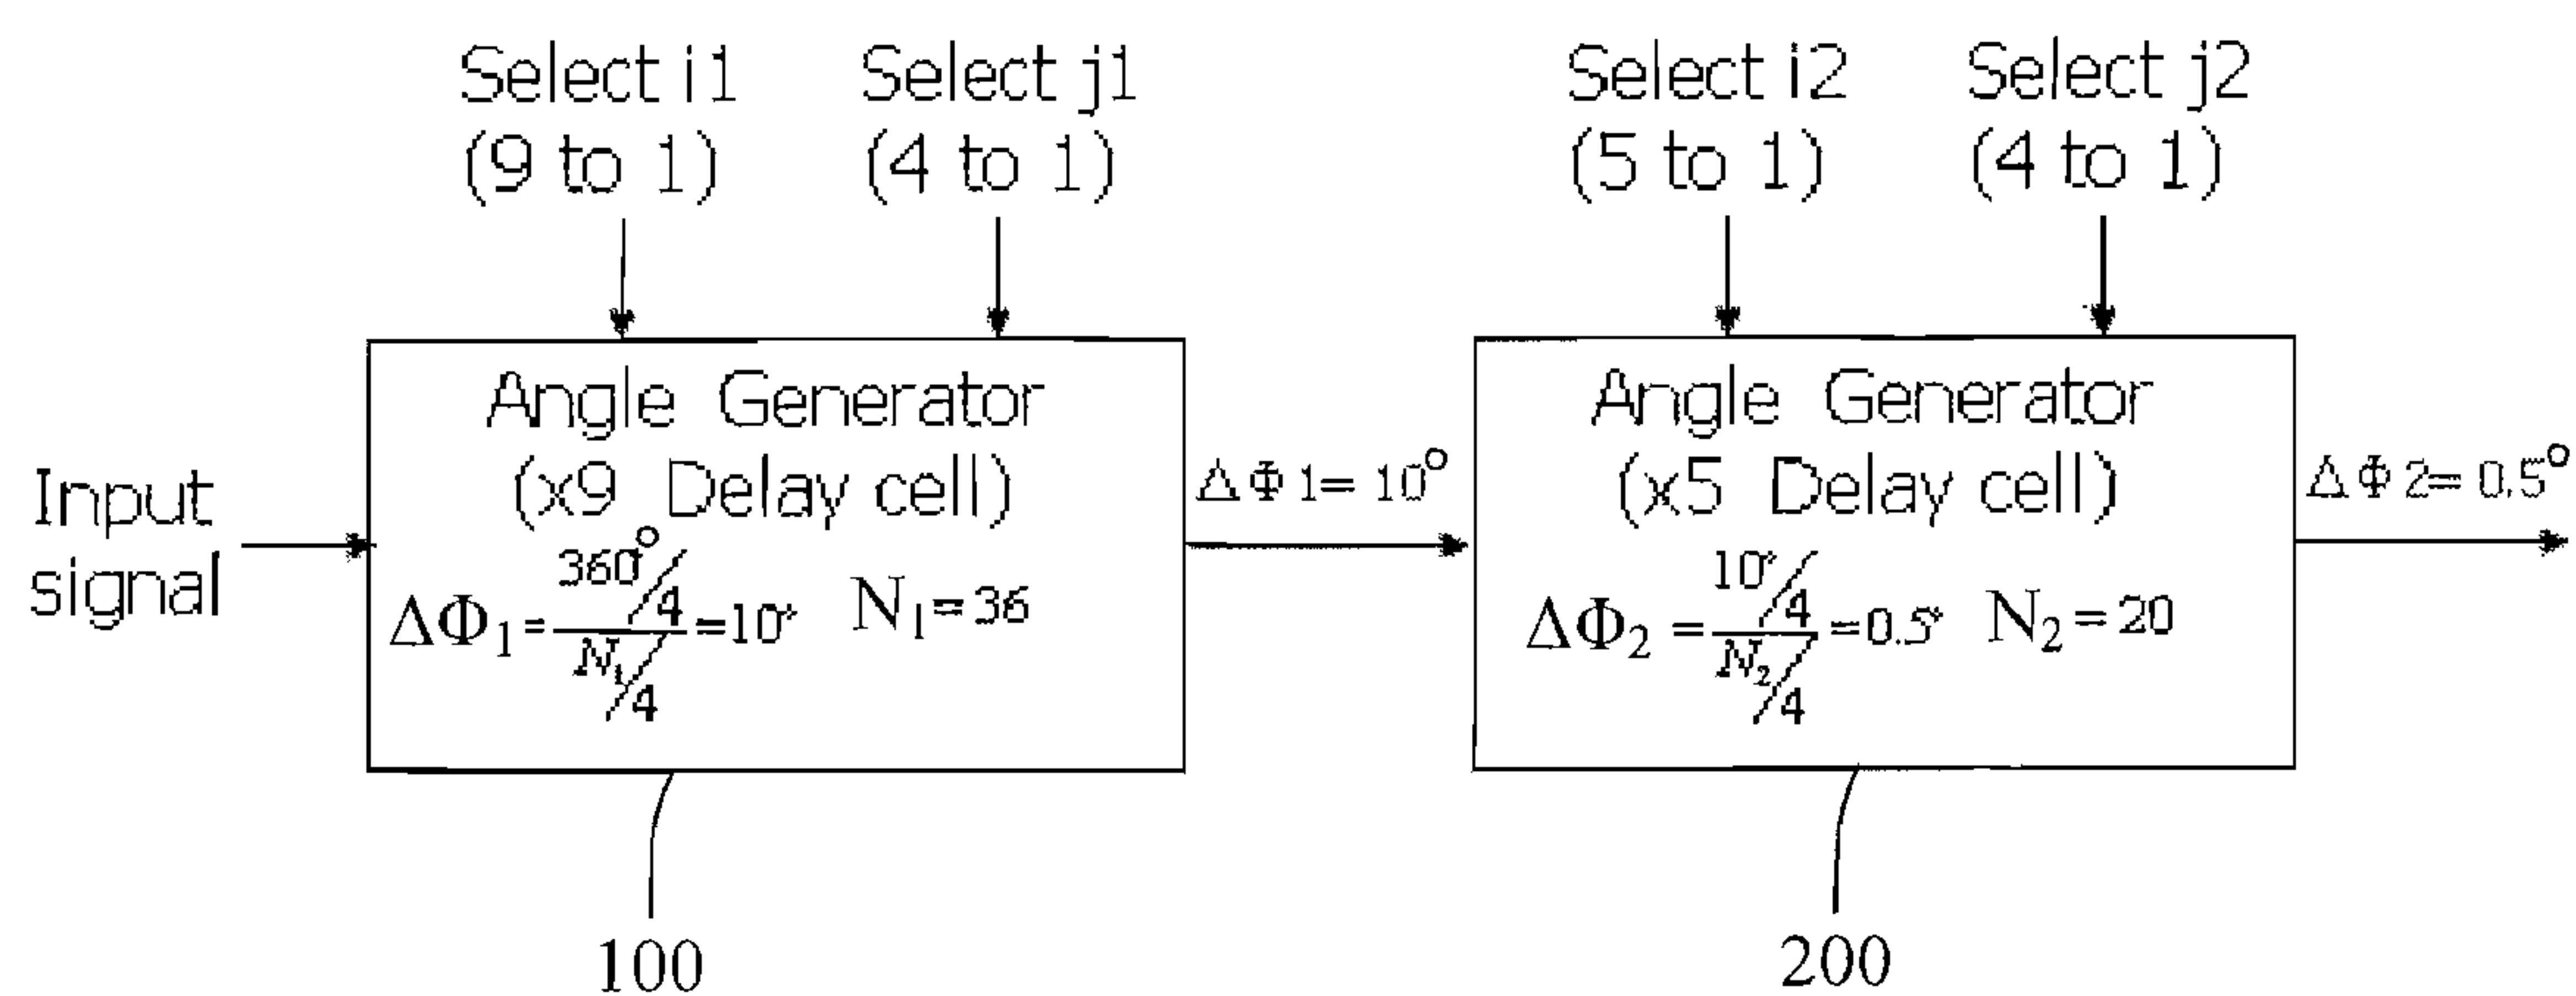 Select i1
(9 to 1)
Select j1
(4 to 1)
Select i2
(5 to 1)
Select j2
(4 to 1)
Input
signal
Angle Generator
(x9 Delay cell)
ΔΦ₁ = (360°/4)/(N₁/4) = 10° N₁ = 36
ΔΦ1 = 10°
Angle Generator
(x5 Delay cell)
ΔΦ₂ = (10°/4)/(N₂/4) = 0.5° N₂ = 20
ΔΦ2 = 0.5°
100
200